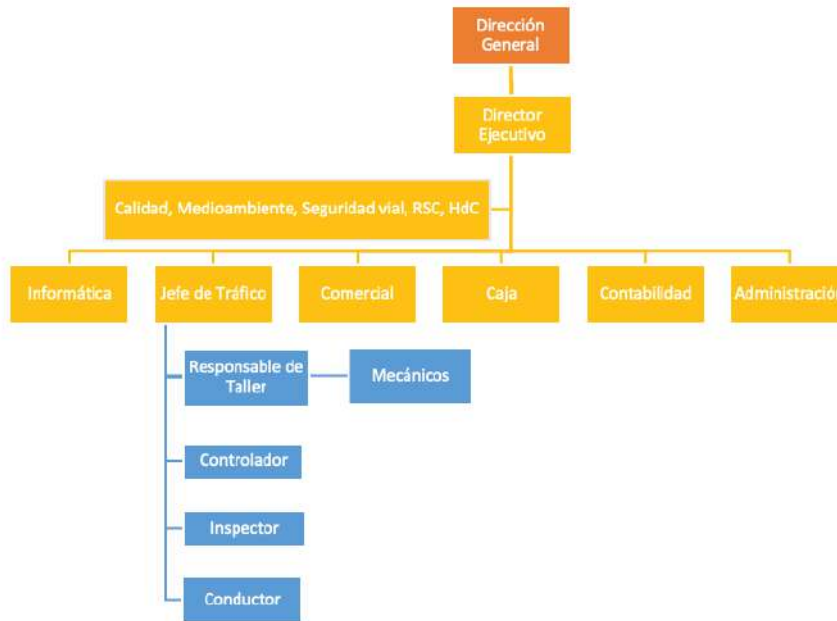 Dirección
General
Director
Ejecutivo
Calidad, Medioambiente, Seguridad vial, RSC, HdC
Informática
Jefe de Tráfico
Comercial
Caja
Contabilidad
Administración
Responsable de
Taller
Mecánicos
Controlador
Inspector
Conductor